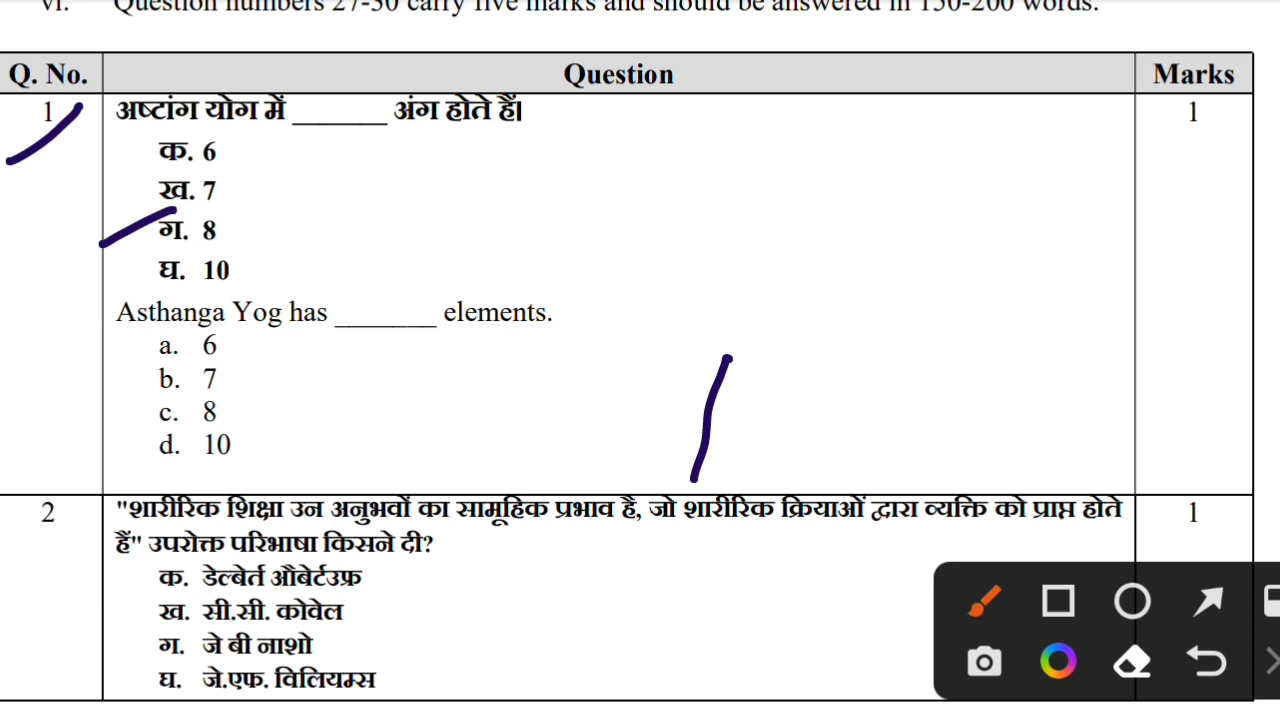 vi. Question numbers 27-30 carry five marks and should be answered in 150-200 words.
Q. No. Question Marks
1 अष्टांग योग में _______ अंग होते हैं। 1
क. 6
ख. 7
ग. 8
घ. 10
Asthanga Yog has _______ elements.
a. 6
b. 7
c. 8
d. 10
2 "शारीरिक शिक्षा उन अनुभवों का सामूहिक प्रभाव है, जो शारीरिक क्रियाओं द्वारा व्यक्ति को प्राप्त होते 1
हैं" उपरोक्त परिभाषा किसने दी?
क. डेल्बेर्त औबेर्टउफ़्र
ख. सी.सी. कोवेल
ग. जे बी नाशो
घ. जे.एफ. विलियम्स